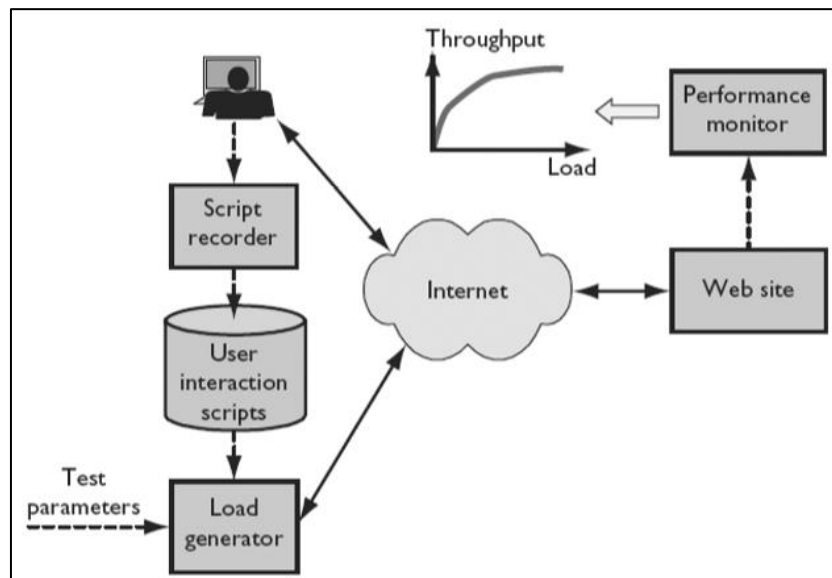 Throughput
Load
Performance
monitor
Script
recorder
Internet
Web site
User
interaction
scripts
Test
parameters
Load
generator